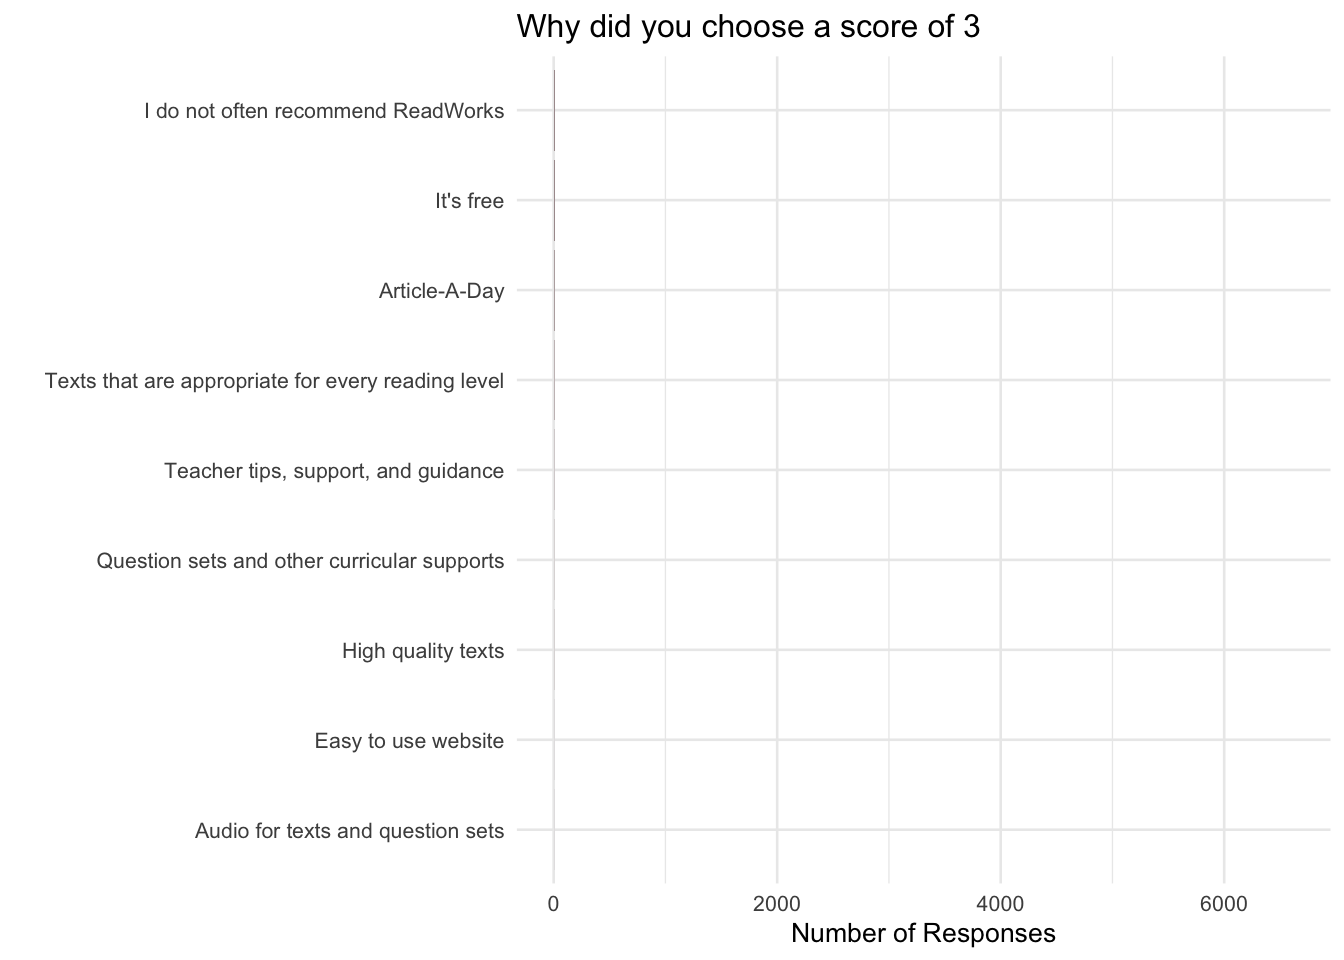 Why did you choose a score of 3
I do not often recommend ReadWorks
It's free
Article-A-Day
Texts that are appropriate for every reading level
Teacher tips, support, and guidance
Question sets and other curricular supports
High quality texts
Easy to use website
Audio for texts and question sets
0 2000 4000 6000
Number of Responses